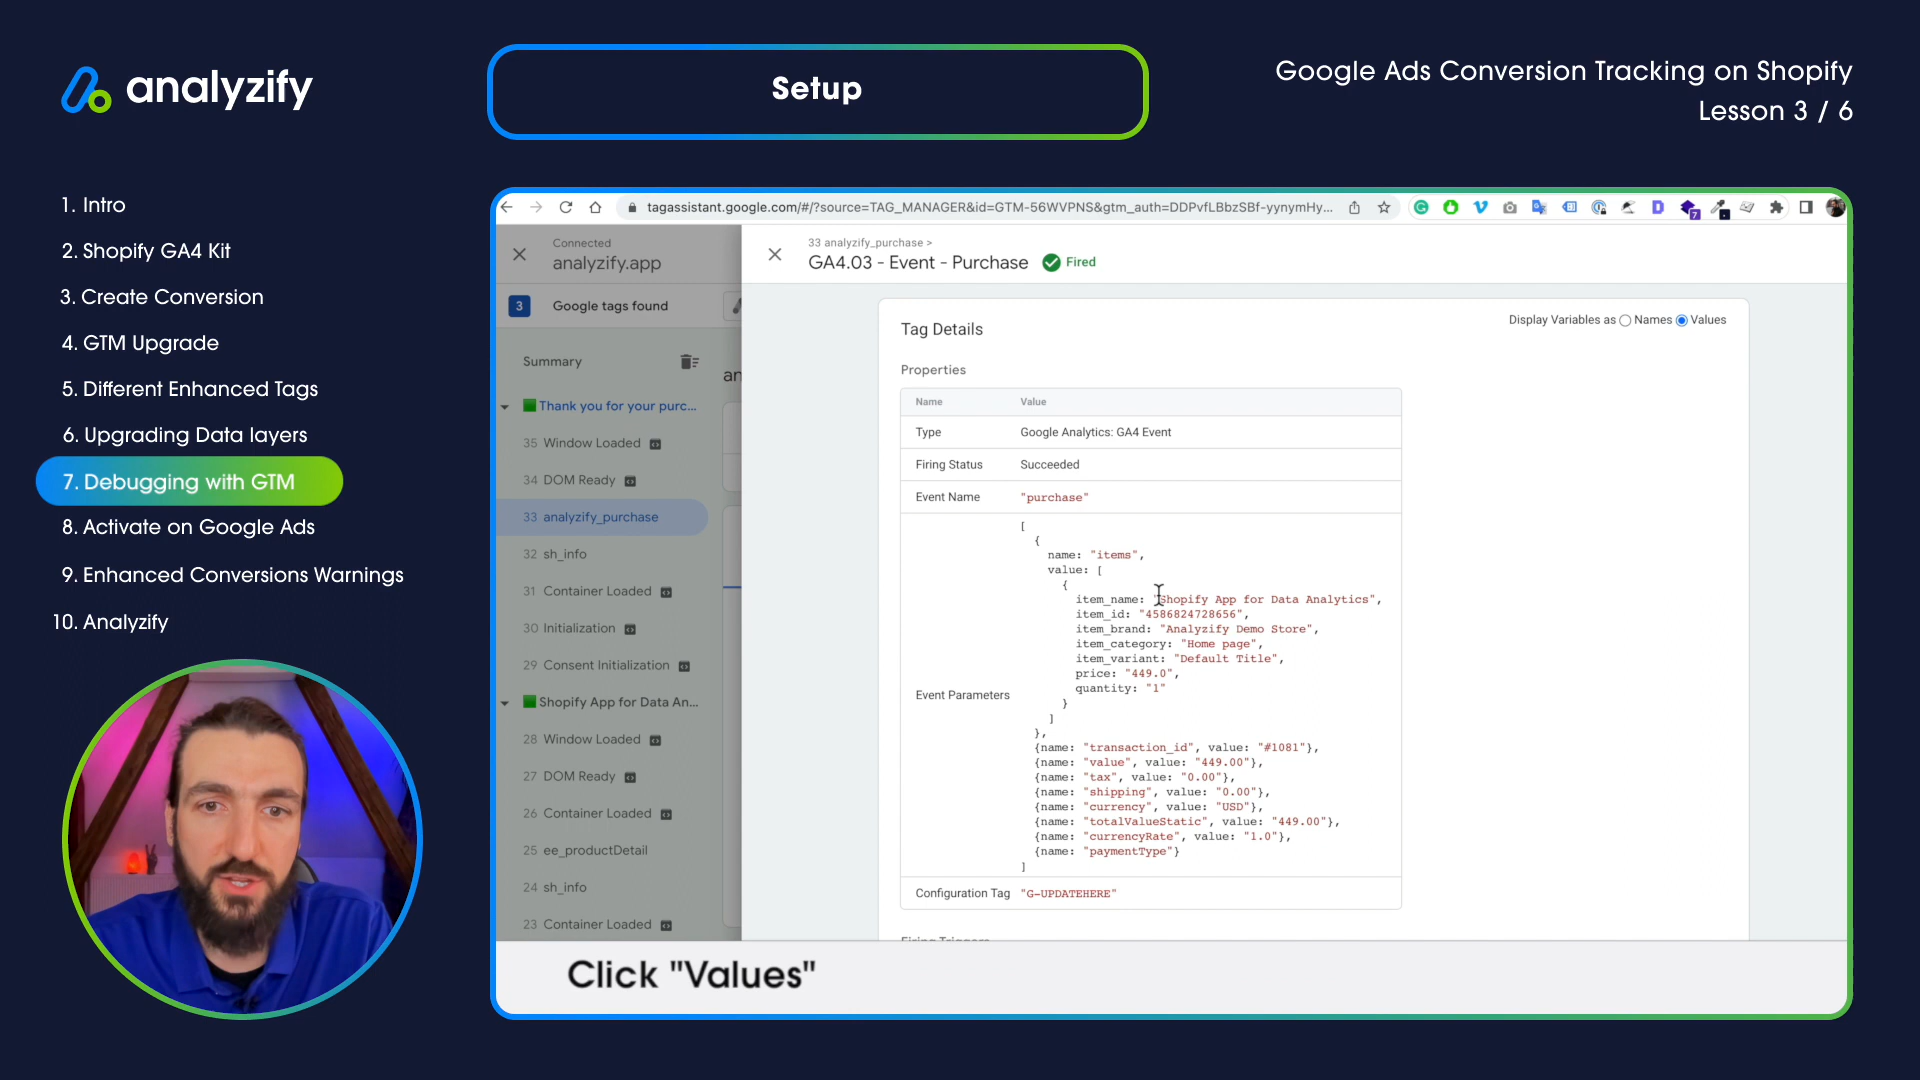 analyzify
Setup
Google Ads Conversion Tracking on Shopify
Lesson 3 / 6
1. Intro
2. Shopify GA4 Kit
3. Create Conversion
4. GTM Upgrade
5. Different Enhanced Tags
6. Upgrading Data layers
7. Debugging with GTM
8. Activate on Google Ads
9. Enhanced Conversions Warnings
10. Analyzify
tagassistant.google.com/#/?source=TAG_MANAGER&id=GTM-56WVPNS&gtm_auth=DDPvfLBbzSBf-yynymHy...
Connected
analyzify.app
3 Google tags found
Summary
Thank you for your purc...
35 Window Loaded
34 DOM Ready
33 analyzify_purchase
32 sh_info
31 Container Loaded
30 Initialization
29 Consent Initialization
Shopify App for Data An...
28 Window Loaded
27 DOM Ready
26 Container Loaded
25 ee_productDetail
24 sh_info
23 Container Loaded
an
33 analyzify_purchase >
GA4.03 - Event - Purchase Fired
Tag Details
Display Variables as Names Values
Properties
Name Value
Type Google Analytics: GA4 Event
Firing Status Succeeded
Event Name "purchase"
Event Parameters
[
{
name: "items",
value: [
{
item_name: "Shopify App for Data Analytics",
item_id: "4586824728656",
item_brand: "Analyzify Demo Store",
item_category: "Home page",
item_variant: "Default Title",
price: "449.0",
quantity: "1"
}
]
},
{name: "transaction_id", value: "#1081"},
{name: "value", value: "449.00"},
{name: "tax", value: "0.00"},
{name: "shipping", value: "0.00"},
{name: "currency", value: "USD"},
{name: "totalValueStatic", value: "449.00"},
{name: "currencyRate", value: "1.0"},
{name: "paymentType"}
]
Configuration Tag "G-UPDATEHERE"
Firing Triggers
Click "Values"